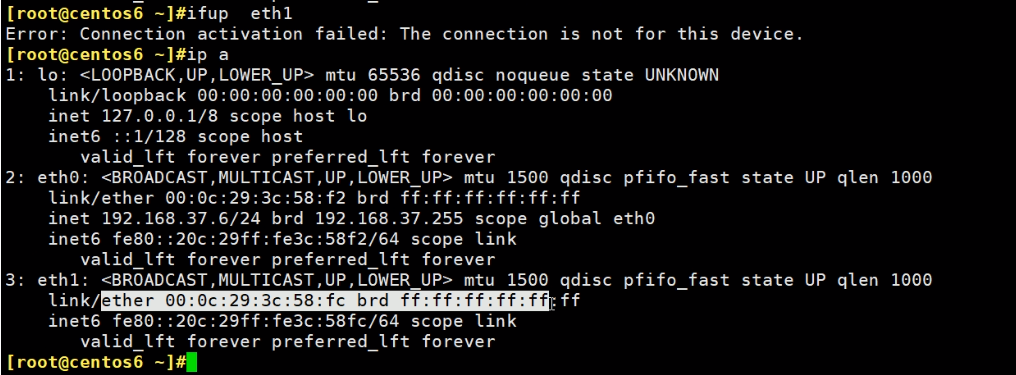 [root@centos6 ~]#ifup  eth1
Error: Connection activation failed: The connection is not for this device.
[root@centos6 ~]#ip a
1: lo: <LOOPBACK,UP,LOWER_UP> mtu 65536 qdisc noqueue state UNKNOWN
    link/loopback 00:00:00:00:00:00 brd 00:00:00:00:00:00
    inet 127.0.0.1/8 scope host lo
    inet6 ::1/128 scope host
       valid_lft forever preferred_lft forever
2: eth0: <BROADCAST,MULTICAST,UP,LOWER_UP> mtu 1500 qdisc pfifo_fast state UP qlen 1000
    link/ether 00:0c:29:3c:58:f2 brd ff:ff:ff:ff:ff:ff
    inet 192.168.37.6/24 brd 192.168.37.255 scope global eth0
    inet6 fe80::20c:29ff:fe3c:58f2/64 scope link
       valid_lft forever preferred_lft forever
3: eth1: <BROADCAST,MULTICAST,UP,LOWER_UP> mtu 1500 qdisc pfifo_fast state UP qlen 1000
    link/ether 00:0c:29:3c:58:fc brd ff:ff:ff:ff:ff:ff
    inet6 fe80::20c:29ff:fe3c:58fc/64 scope link
       valid_lft forever preferred_lft forever
[root@centos6 ~]#